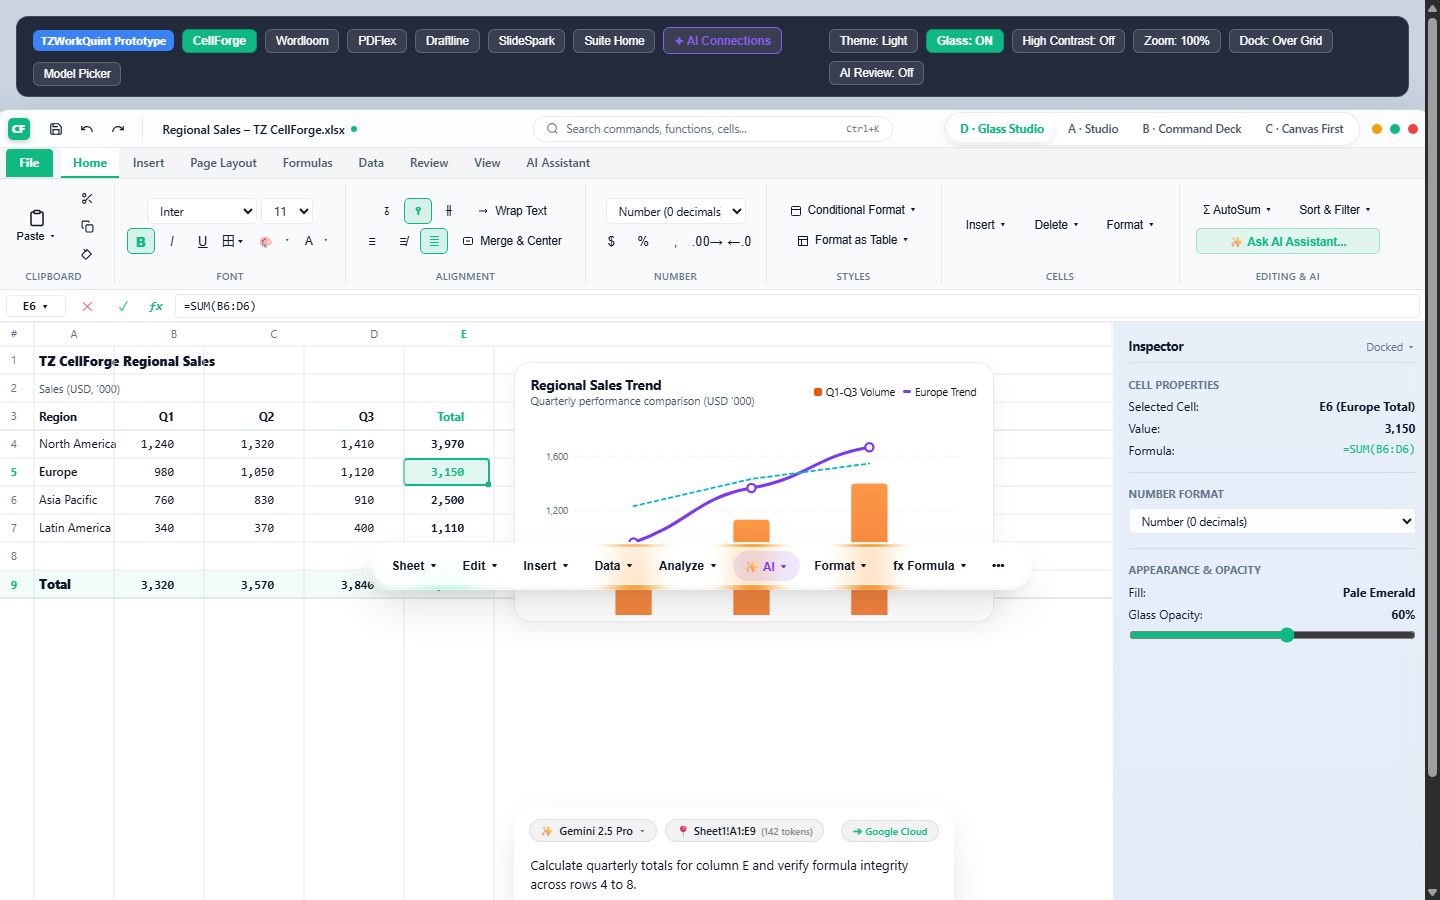 TZWorkQuint Prototype CellForge Wordloom PDFlex Draftline SlideSpark Suite Home ✦ AI Connections
Model Picker
Theme: Light Glass: ON High Contrast: Off Zoom: 100% Dock: Over Grid
AI Review: Off
CF Regional Sales – TZ CellForge.xlsx Search commands, functions, cells... Ctrl+K D · Glass Studio A · Studio B · Command Deck C · Canvas First
File Home Insert Page Layout Formulas Data Review View AI Assistant
Paste
CLIPBOARD
Inter 11
B I U A
FONT
Wrap Text
Merge & Center
ALIGNMENT
Number (0 decimals)
$ % , .00→ ←.0
NUMBER
Conditional Format
Format as Table
STYLES
Insert Delete Format
CELLS
Σ AutoSum Sort & Filter
✨ Ask AI Assistant...
EDITING & AI
E6 fx =SUM(B6:D6)
# A B C D E
1 TZ CellForge Regional Sales
2 Sales (USD, '000)
3 Region Q1 Q2 Q3 Total
4 North America 1,240 1,320 1,410 3,970
5 Europe 980 1,050 1,120 3,150
6 Asia Pacific 760 830 910 2,500
7 Latin America 340 370 400 1,110
8
9 Total 3,320 3,570 3,840
Regional Sales Trend
Quarterly performance comparison (USD '000)
Q1-Q3 Volume Europe Trend
1,600
1,200
Sheet Edit Insert Data Analyze ✨ AI Format fx Formula •••
✨ Gemini 2.5 Pro Sheet1!A1:E9 (142 tokens) ➔ Google Cloud
Calculate quarterly totals for column E and verify formula integrity
across rows 4 to 8.
Inspector Docked
CELL PROPERTIES
Selected Cell: E6 (Europe Total)
Value: 3,150
Formula: =SUM(B6:D6)
NUMBER FORMAT
Number (0 decimals)
APPEARANCE & OPACITY
Fill: Pale Emerald
Glass Opacity: 60%